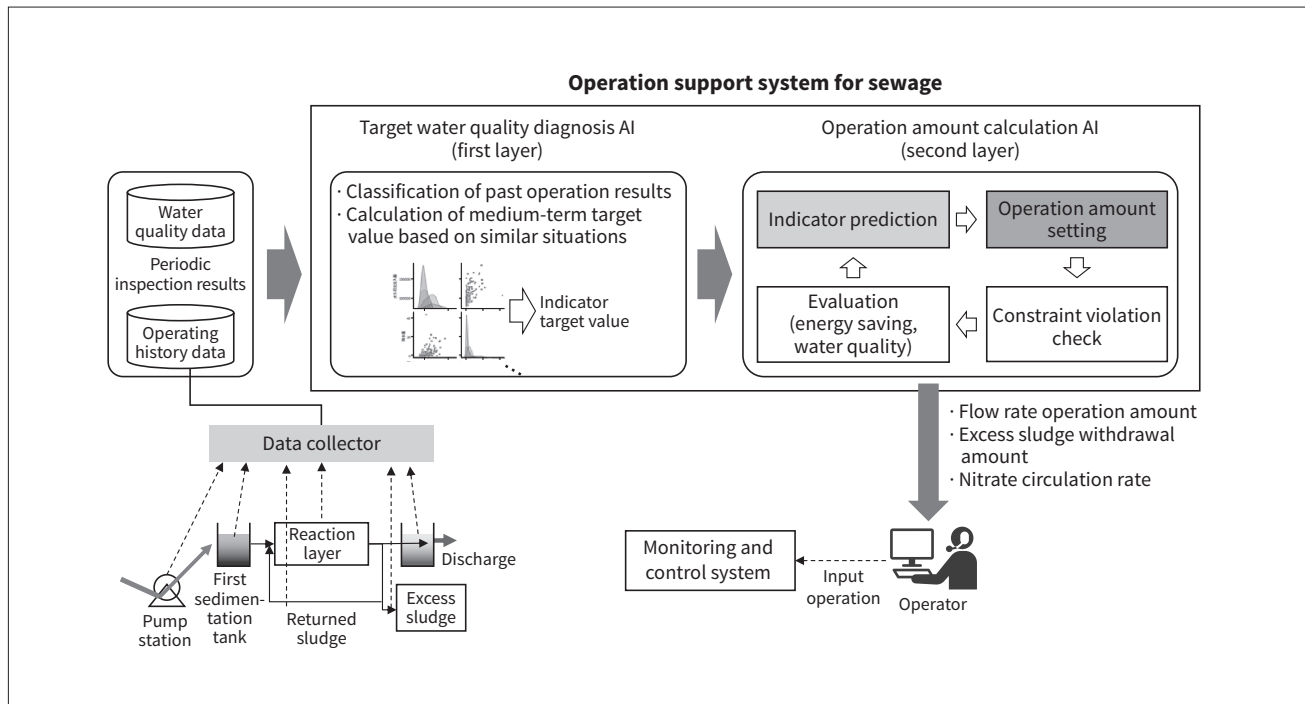 Operation support system for sewage
Target water quality diagnosis AI
(first layer)
Operation amount calculation AI
(second layer)
Water
quality data
Periodic
inspection results
Operating
history data
· Classification of past operation results
· Calculation of medium-term target
value based on similar situations
Indicator
target value
Indicator prediction
Operation amount
setting
Evaluation
(energy saving,
water quality)
Constraint violation
check
Data collector
· Flow rate operation amount
· Excess sludge withdrawal
amount
· Nitrate circulation rate
Reaction
layer
Discharge
First
sedimen-
tation
tank
Pump
station
Returned
sludge
Excess
sludge
Monitoring and
control system
Input
operation
Operator